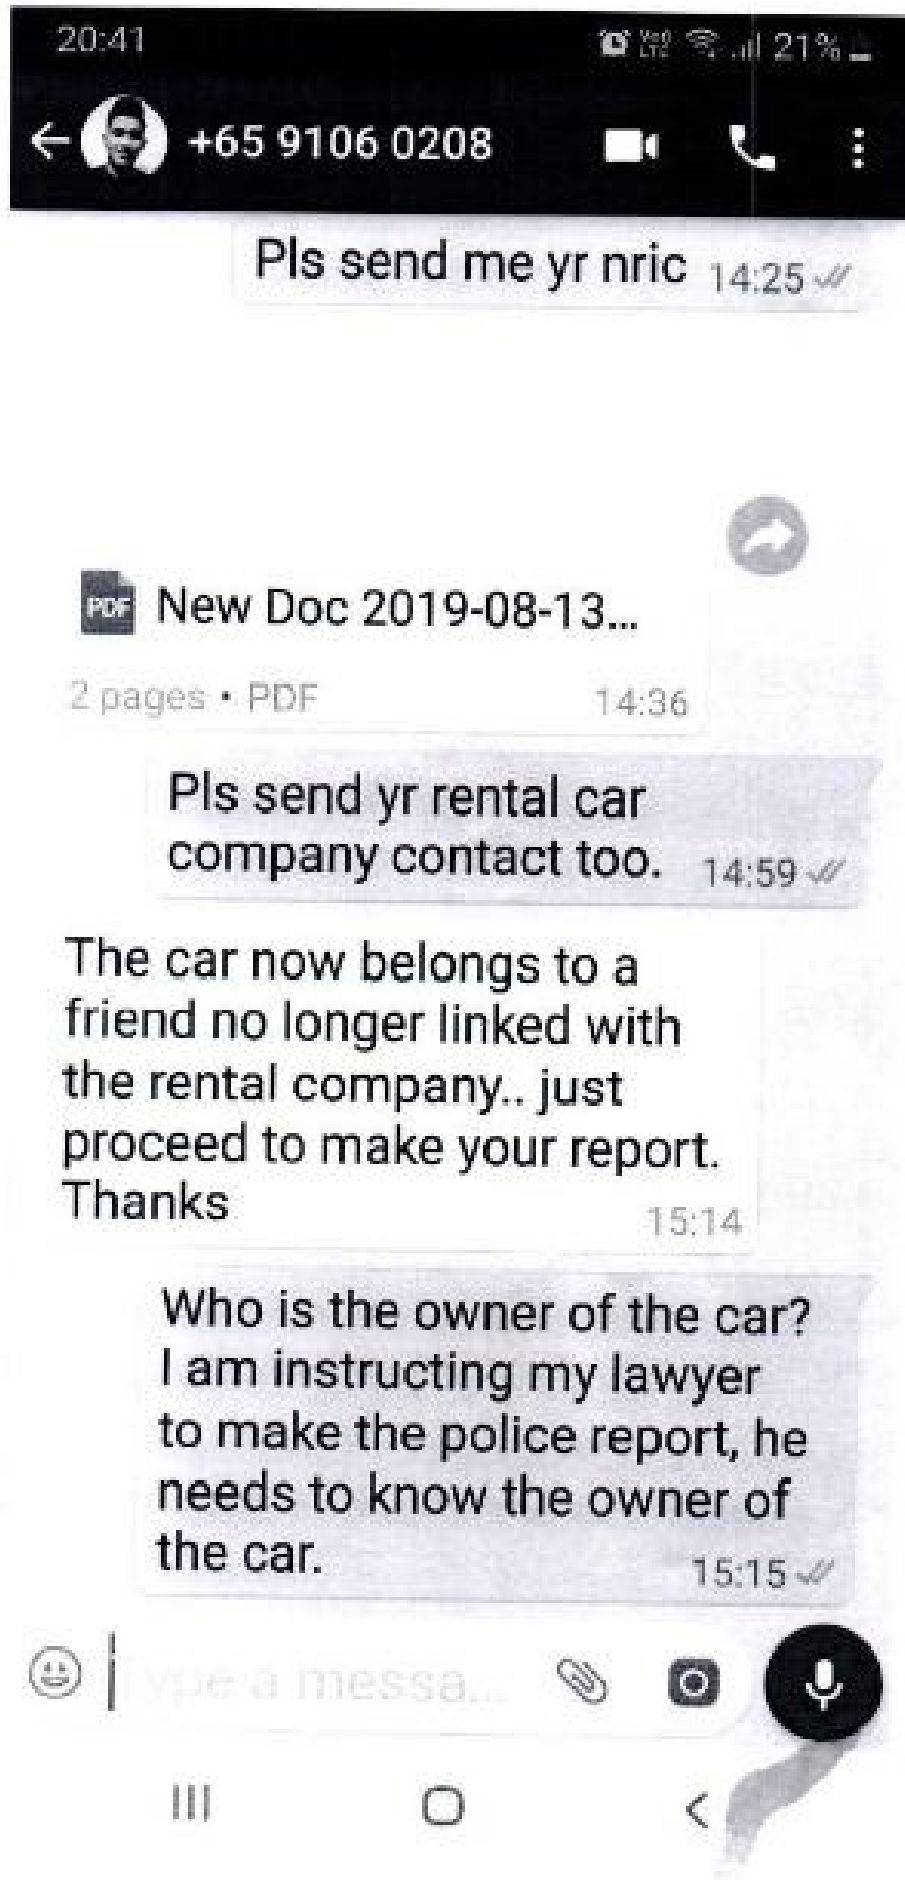 20:41
21%
+65 9106 0208
Pls send me yr nric 14:25
PDF New Doc 2019-08-13...
2 pages • PDF 14:36
Pls send yr rental car
company contact too. 14:59
The car now belongs to a
friend no longer linked with
the rental company.. just
proceed to make your report.
Thanks
15:14
Who is the owner of the car?
I am instructing my lawyer
to make the police report, he
needs to know the owner of
the car.
15:15
Type a messa...